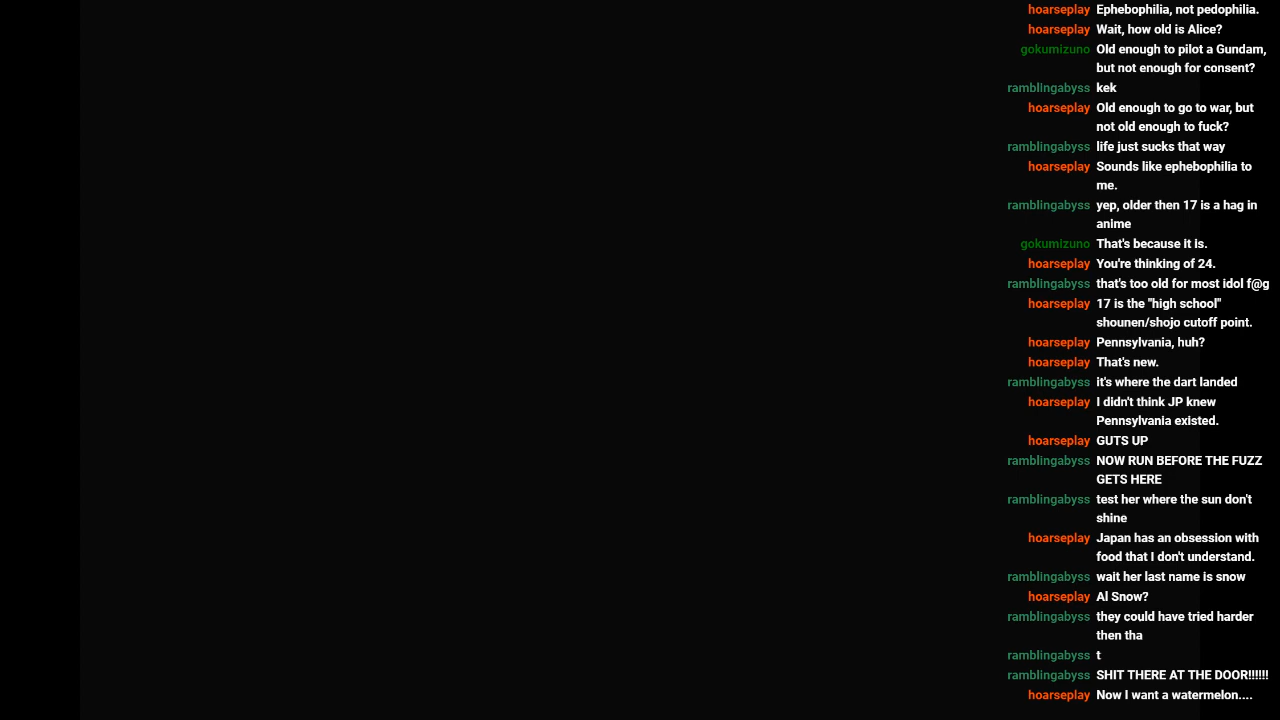 hoarseplay Ephebophilia, not pedophilia.
hoarseplay Wait, how old is Alice?
gokumizuno Old enough to pilot a Gundam,
but not enough for consent?
ramblingabyss kek
hoarseplay Old enough to go to war, but
not old enough to fuck?
ramblingabyss life just sucks that way
hoarseplay Sounds like ephebophilia to
me.
ramblingabyss yep, older then 17 is a hag in
anime
gokumizuno That's because it is.
hoarseplay You're thinking of 24.
ramblingabyss that's too old for most idol f@g
hoarseplay 17 is the "high school"
shounen/shojo cutoff point.
hoarseplay Pennsylvania, huh?
hoarseplay That's new.
ramblingabyss it's where the dart landed
hoarseplay I didn't think JP knew
Pennsylvania existed.
hoarseplay GUTS UP
ramblingabyss NOW RUN BEFORE THE FUZZ
GETS HERE
ramblingabyss test her where the sun don't
shine
hoarseplay Japan has an obsession with
food that I don't understand.
ramblingabyss wait her last name is snow
hoarseplay Al Snow?
ramblingabyss they could have tried harder
then tha
ramblingabyss t
ramblingabyss SHIT THERE AT THE DOOR!!!!!!
hoarseplay Now I want a watermelon....